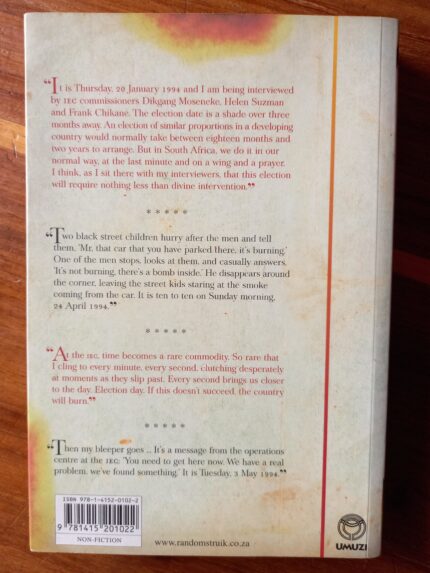 “It is Thursday, 20 January 1994 and I am being interviewed
by IEC commissioners Dikgang Moseneke, Helen Suzman
and Frank Chikane. The election date is a shade over three
months away. An election of similar proportions in a developing
country would normally take between eighteen months and
two years to arrange. But in South Africa, we do it in our
normal way, at the last minute and on a wing and a prayer.
I think, as I sit there with my interviewers, that this election
will require nothing less than divine intervention.”
* * * * *
“Two black street children hurry after the men and tell
them, 'Mr, that car that you have parked there, it's burning.'
One of the men stops, looks at them, and casually answers,
'It's not burning, there's a bomb inside.' He disappears around
the corner, leaving the street kids staring at the smoke
coming from the car. It is ten to ten on Sunday morning,
24 April 1994.”
* * * * *
“At the IEC, time becomes a rare commodity. So rare that
I cling to every minute, every second, clutching desperately
at moments as they slip past. Every second brings us closer
to the day. Election day. If this doesn't succeed, the country
will burn.”
* * * * *
“Then my bleeper goes .. It's a message from the operations
centre at the IEC: 'You need to get here now. We have a real
problem, we've found something.' It is Tuesday, 3 May 1994.”
ISBN 978-1-4152-0102-2
9 781415 201022
NON-FICTION
www.randomstruik.co.za
UMUZI